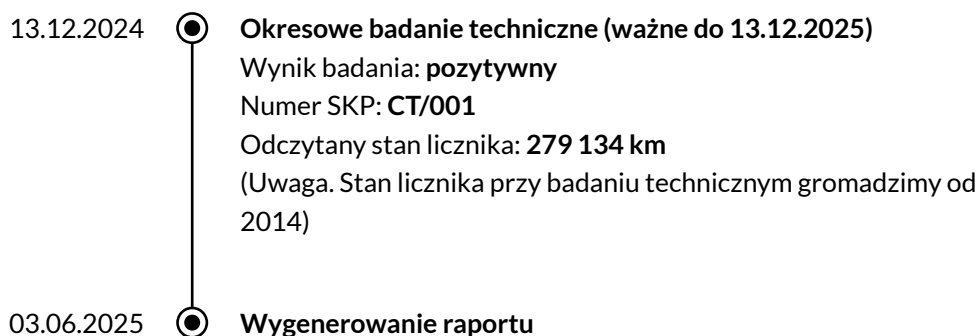 13.12.2024 Okresowe badanie techniczne (ważne do 13.12.2025)
Wynik badania: pozytywny
Numer SKP: CT/001
Odczytany stan licznika: 279 134 km
(Uwaga. Stan licznika przy badaniu technicznym gromadzimy od
2014)
03.06.2025 Wygenerowanie raportu